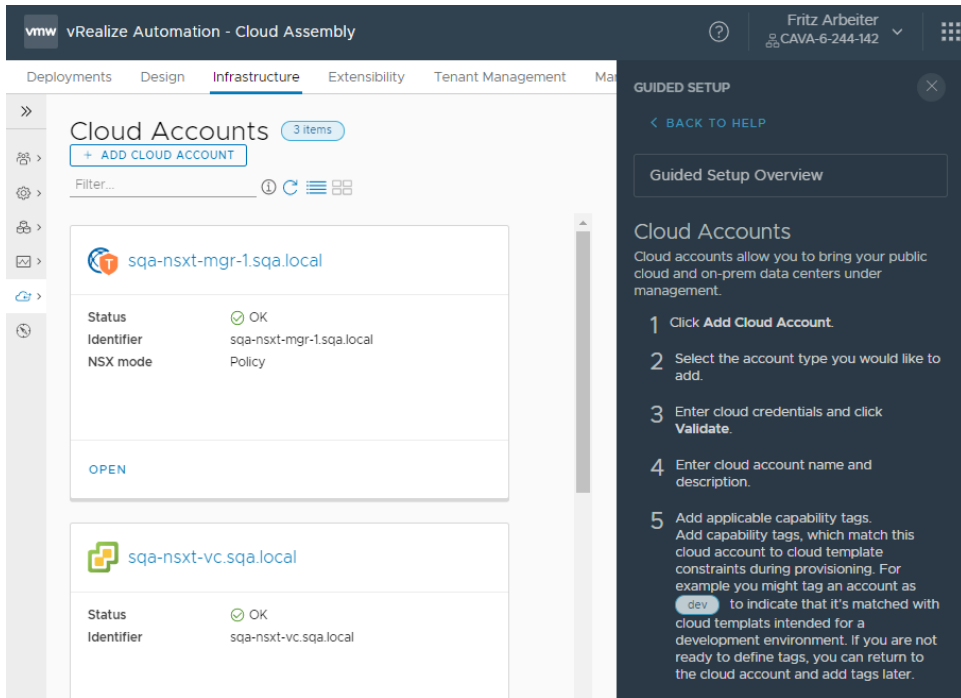 vmw vRealize Automation - Cloud Assembly
Fritz Arbeiter
CAVA-6-244-142
Deployments Design Infrastructure Extensibility Tenant Management Mar
Cloud Accounts 3 items
+ ADD CLOUD ACCOUNT
Filter...
T
sqa-nsxt-mgr-1.sqa.local
Status OK
Identifier sqa-nsxt-mgr-1.sqa.local
NSX mode Policy
OPEN
sqa-nsxt-vc.sqa.local
Status OK
Identifier sqa-nsxt-vc.sqa.local
GUIDED SETUP
BACK TO HELP
Guided Setup Overview
Cloud Accounts
Cloud accounts allow you to bring your public
cloud and on-prem data centers under
management.
1 Click Add Cloud Account.
2 Select the account type you would like to
add.
3 Enter cloud credentials and click
Validate.
4 Enter cloud account name and
description.
5 Add applicable capability tags.
Add capability tags, which match this
cloud account to cloud template
constraints during provisioning. For
example you might tag an account as
dev to indicate that it's matched with
cloud templats intended for a
development environment. If you are not
ready to define tags, you can return to
the cloud account and add tags later.